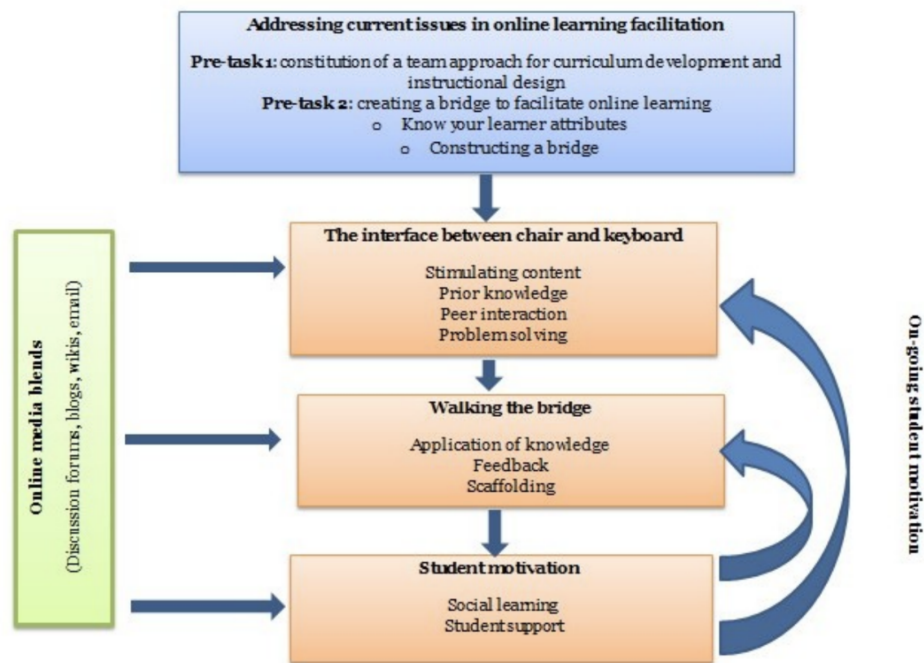 Addressing current issues in online learning facilitation
Pre-task 1: constitution of a team approach for curriculum development and
instructional design
Pre-task 2: creating a bridge to facilitate online learning
o Know your learner attributes
o Constructing a bridge
The interface between chair and keyboard
Stimulating content
Prior knowledge
Peer interaction
Problem solving
Online media blends
(Discussion forums, blogs, wikis, email)
Walking the bridge
Application of knowledge
Feedback
Scaffolding
Student motivation
Social learning
Student support
On-going student motivation